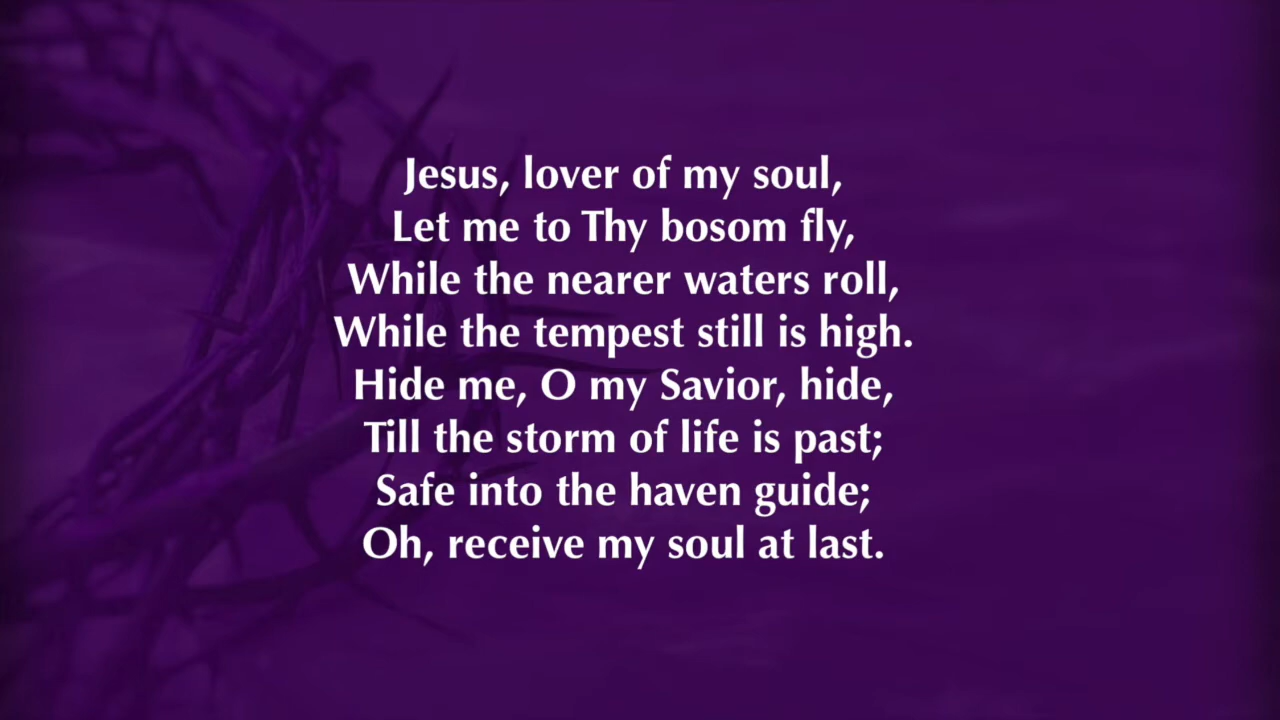 Jesus, lover of my soul,
Let me to Thy bosom fly,
While the nearer waters roll,
While the tempest still is high.
Hide me, O my Savior, hide,
Till the storm of life is past;
Safe into the haven guide;
Oh, receive my soul at last.